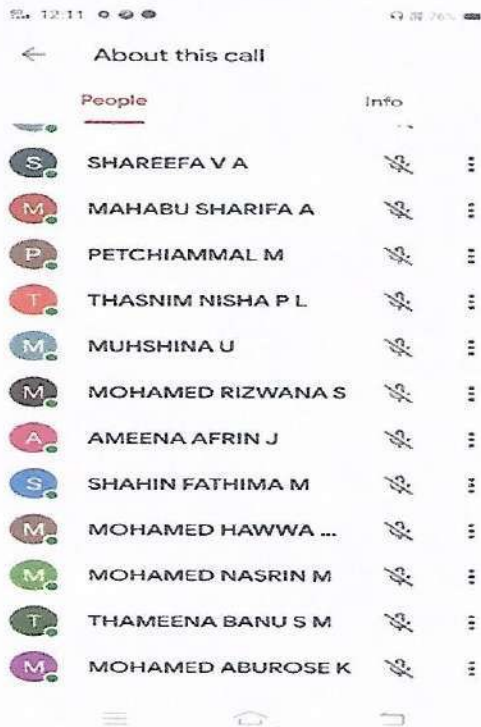 12:11 76%
About this call
People Info
S SHAREEFA V A
M MAHABU SHARIFA A
P PETCHIAMMAL M
T THASNIM NISHA P L
M MUHSHINA U
M MOHAMED RIZWANA S
A AMEENA AFRIN J
S SHAHIN FATHIMA M
M MOHAMED HAWWA ...
M MOHAMED NASRIN M
T THAMEENA BANU S M
M MOHAMED ABUROSE K